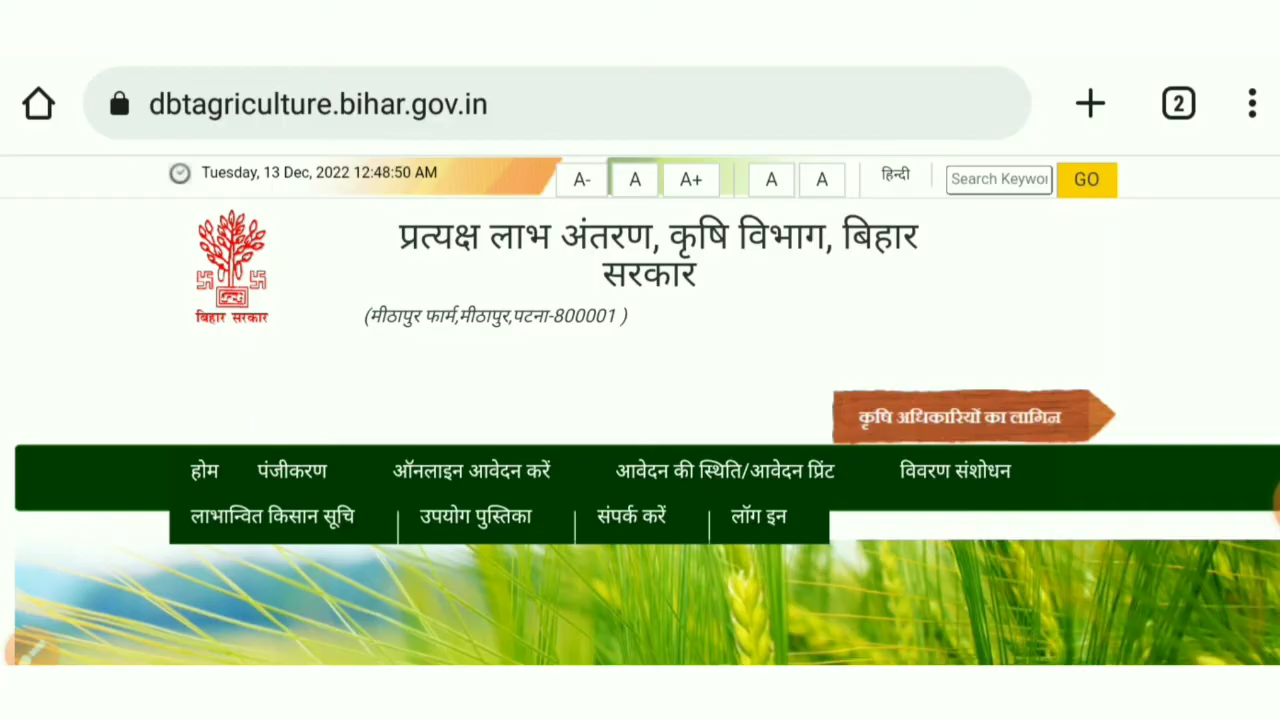 dbtagriculture.bihar.gov.in
2
Tuesday, 13 Dec, 2022 12:48:50 AM
A-
A
A+
A
A
हिन्दी
Search Keywor
GO
प्रत्यक्ष लाभ अंतरण, कृषि विभाग, बिहार
सरकार
(मीठापुर फार्म,मीठापुर,पटना-800001 )
बिहार सरकार
कृषि अधिकारियों का लागिन
होम पंजीकरण ऑनलाइन आवेदन करें आवेदन की स्थिति/आवेदन प्रिंट विवरण संशोधन
लाभान्वित किसान सूचि उपयोग पुस्तिका संपर्क करें लॉग इन